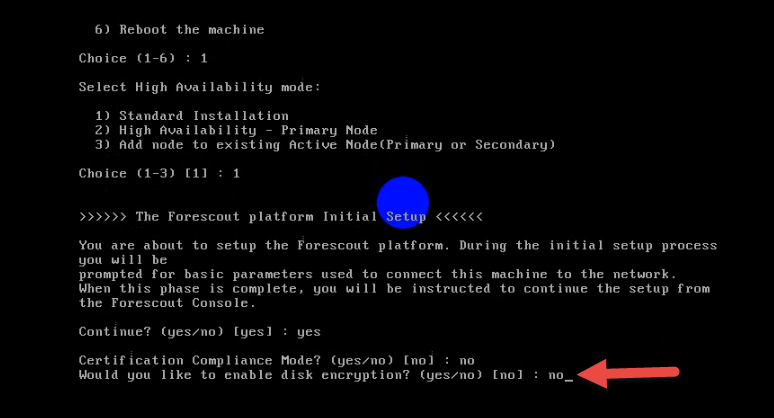 6) Reboot the machine
Choice (1-6) : 1
Select High Availability mode:
1) Standard Installation
2) High Availability - Primary Node
3) Add node to existing Active Node(Primary or Secondary)
Choice (1-3) [1] : 1
>>>>>> The Forescout platform Initial Setup <<<<<<
You are about to setup the Forescout platform. During the initial setup process
you will be
prompted for basic parameters used to connect this machine to the network.
When this phase is complete, you will be instructed to continue the setup from
the Forescout Console.
Continue? (yes/no) [yes] : yes
Certification Compliance Mode? (yes/no) [no] : no
Would you like to enable disk encryption? (yes/no) [no] : no_